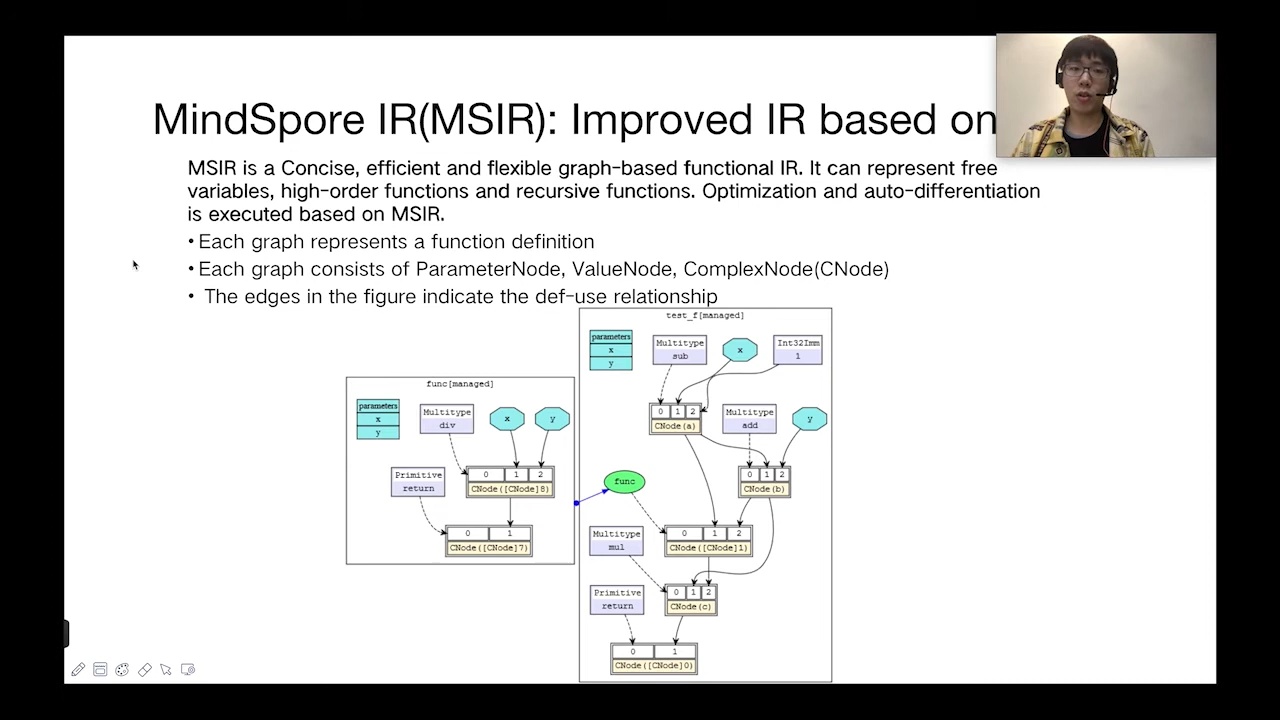 MindSpore IR(MSIR): Improved IR based on
MSIR is a Concise, efficient and flexible graph-based functional IR. It can represent free
variables, high-order functions and recursive functions. Optimization and auto-differentiation
is executed based on MSIR.
• Each graph represents a function definition
• Each graph consists of ParameterNode, ValueNode, ComplexNode(CNode)
• The edges in the figure indicate the def-use relationship
func[managed]
parameters
x
y
Multitype
div
x
y
0 1 2
CNode([CNode]8)
Primitive
return
0 1
CNode([CNode]7)
test_f[managed]
parameters
x
y
Multitype
sub
x
Int32Imm
1
0 1 2
CNode(a)
Multitype
add
y
0 1 2
CNode(b)
func
0 1 2
CNode([CNode]1)
Multitype
mul
0 1 2
CNode(c)
Primitive
return
0 1
CNode([CNode]0)